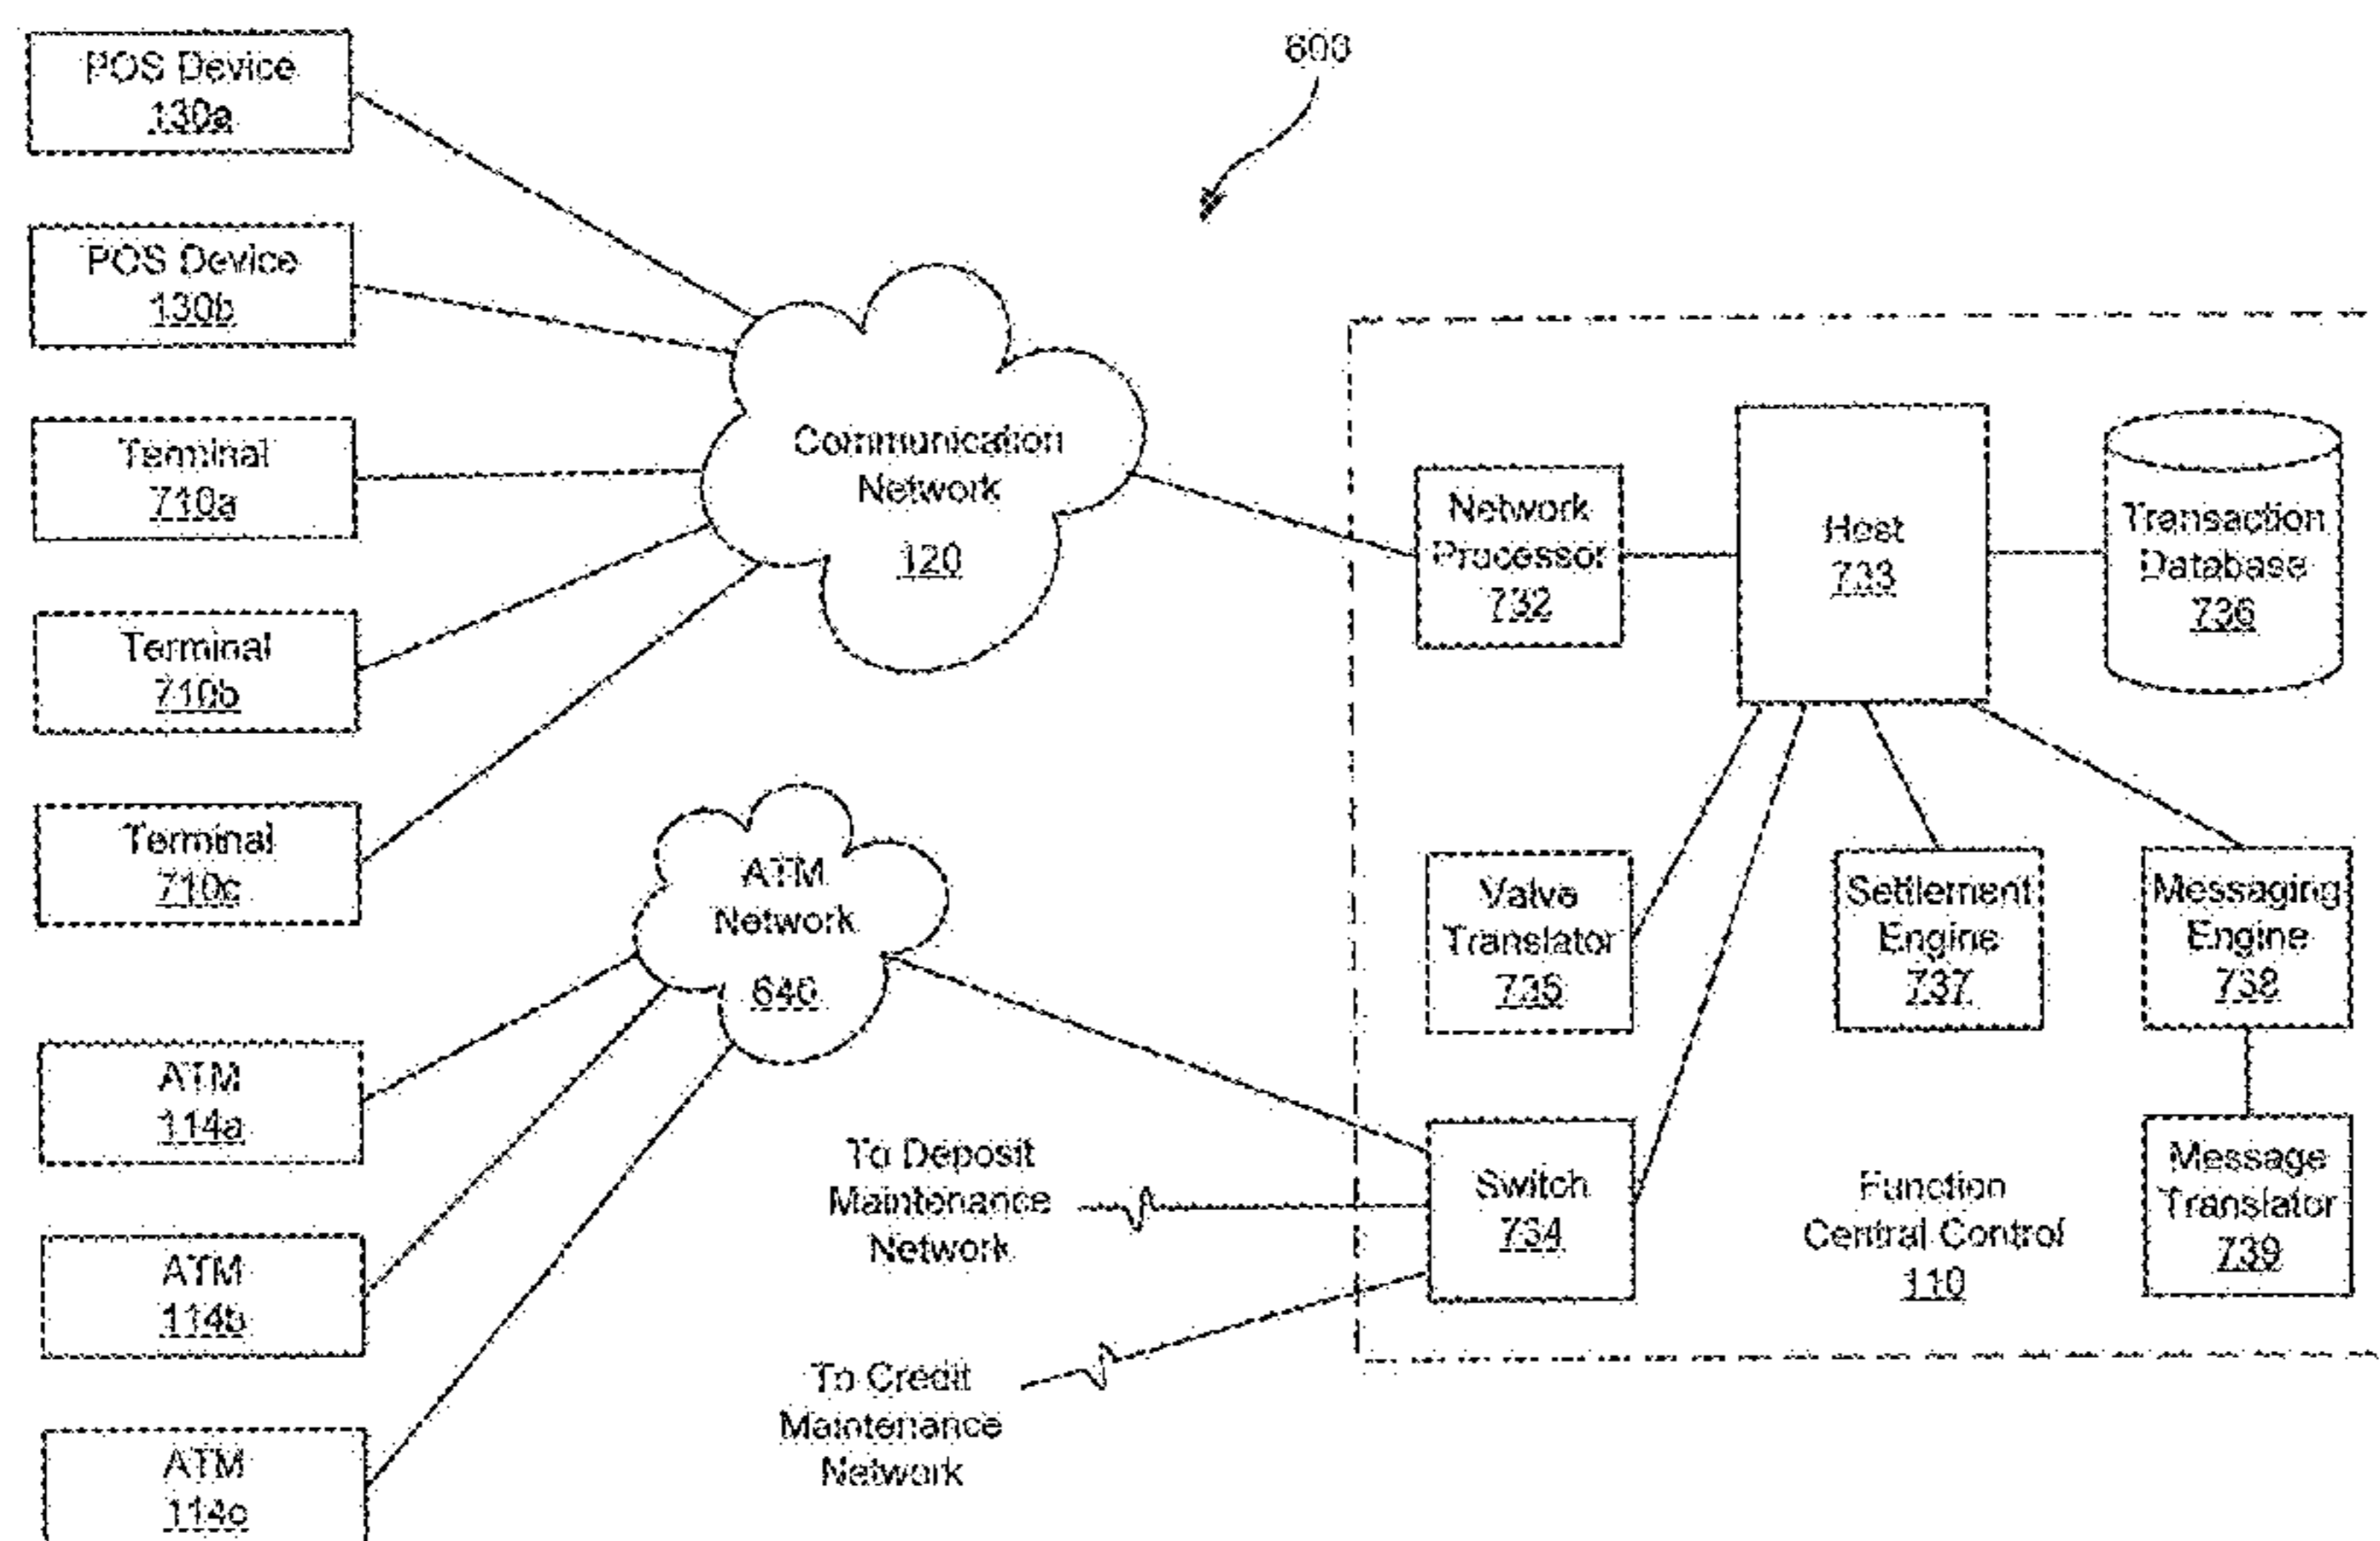 600
POS Device
130a
POS Device
130b
Terminal
710a
Terminal
710b
Terminal
710c
ATM
114a
ATM
114b
ATM
114c
Communication
Network
120
ATM
Network
640
To Deposit
Maintenance
Network
To Credit
Maintenance
Network
Network
Processor
732
Host
733
Transaction
Database
736
Valve
Translator
735
Settlement
Engine
737
Messaging
Engine
738
Switch
734
Function
Central Control
110
Message
Translator
739